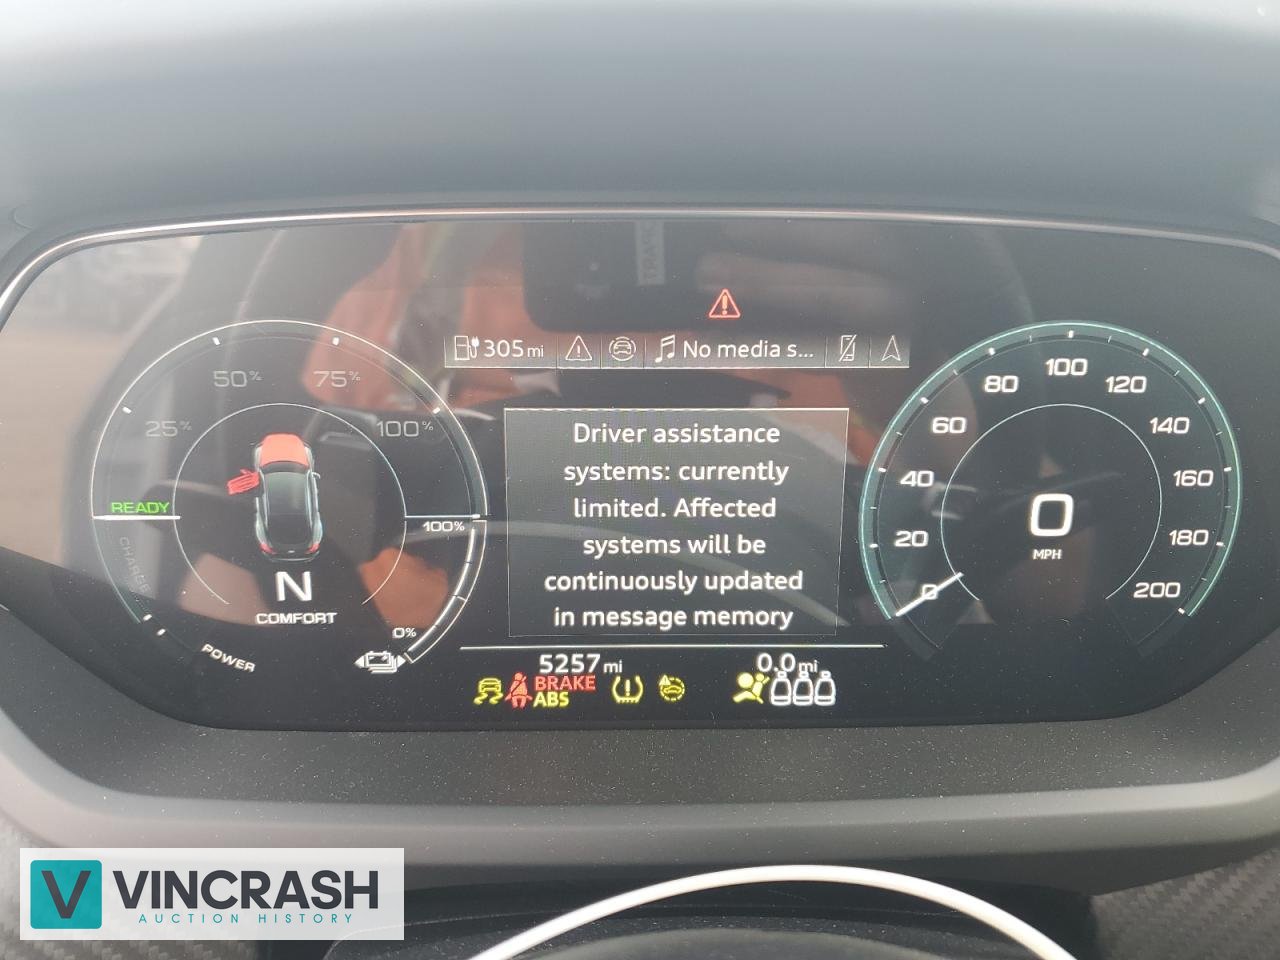 TRAC
305 mi
No media s...
50%
75%
25%
100%
READY
CHARGE
100%
N
COMFORT
0%
POWER
Driver assistance
systems: currently
limited. Affected
systems will be
continuously updated
in message memory
0
20
40
60
80
100
120
140
160
180
200
0
MPH
5257 mi
0.0 mi
BRAKE
ABS
V VINCRASH
AUCTION HISTORY